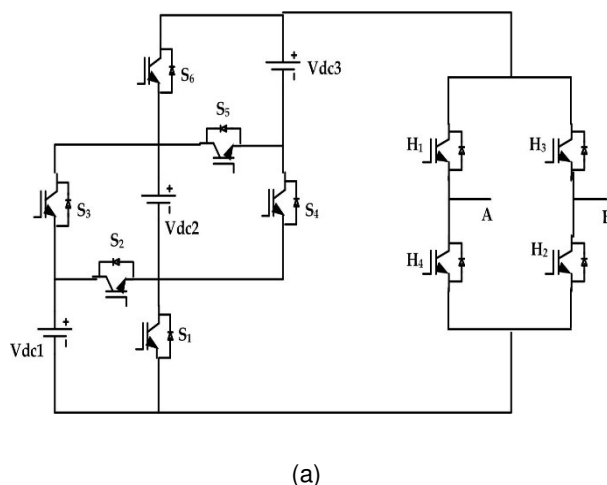 +
-
Vdc3
S6
S5
H1
H3
+
-
Vdc2
S3
S4
A
B
S2
H4
H2
+
-
Vdc1
S1
(a)